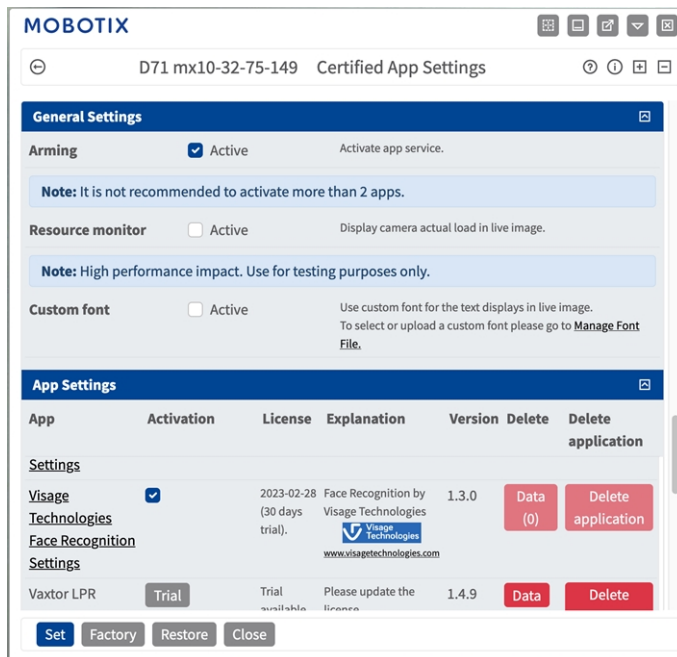 MOBOTIX
D71 mx10-32-75-149 Certified App Settings
General Settings
Arming Active Activate app service.
Note: It is not recommended to activate more than 2 apps.
Resource monitor Active Display camera actual load in live image.
Note: High performance impact. Use for testing purposes only.
Custom font Active Use custom font for the text displays in live image.
To select or upload a custom font please go to Manage Font
File.
App Settings
App Activation License Explanation Version Delete Delete
application
Settings
Visage 2023-02-28 Face Recognition by 1.3.0 Data Delete
Technologies (30 days Visage Technologies (0) application
Face Recognition trial). Visage Technologies
Settings www.visagetechnologies.com
Vaxtor LPR Trial Trial Please update the 1.4.9 Data Delete
available license
Set Factory Restore Close